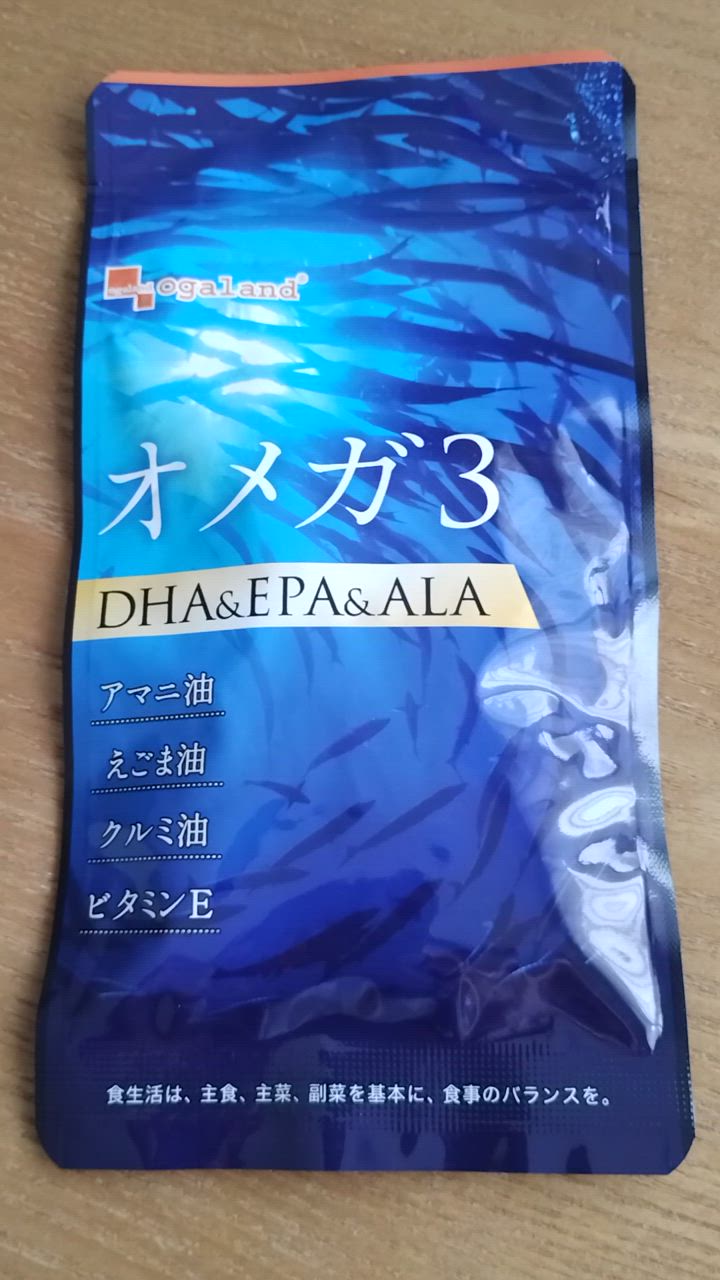 ogaland®
オメガ3
DHA&EPA&ALA
アマニ油
えごま油
クルミ油
ビタミンE
食生活は、主食、主菜、副菜を基本に、食事のバランスを。